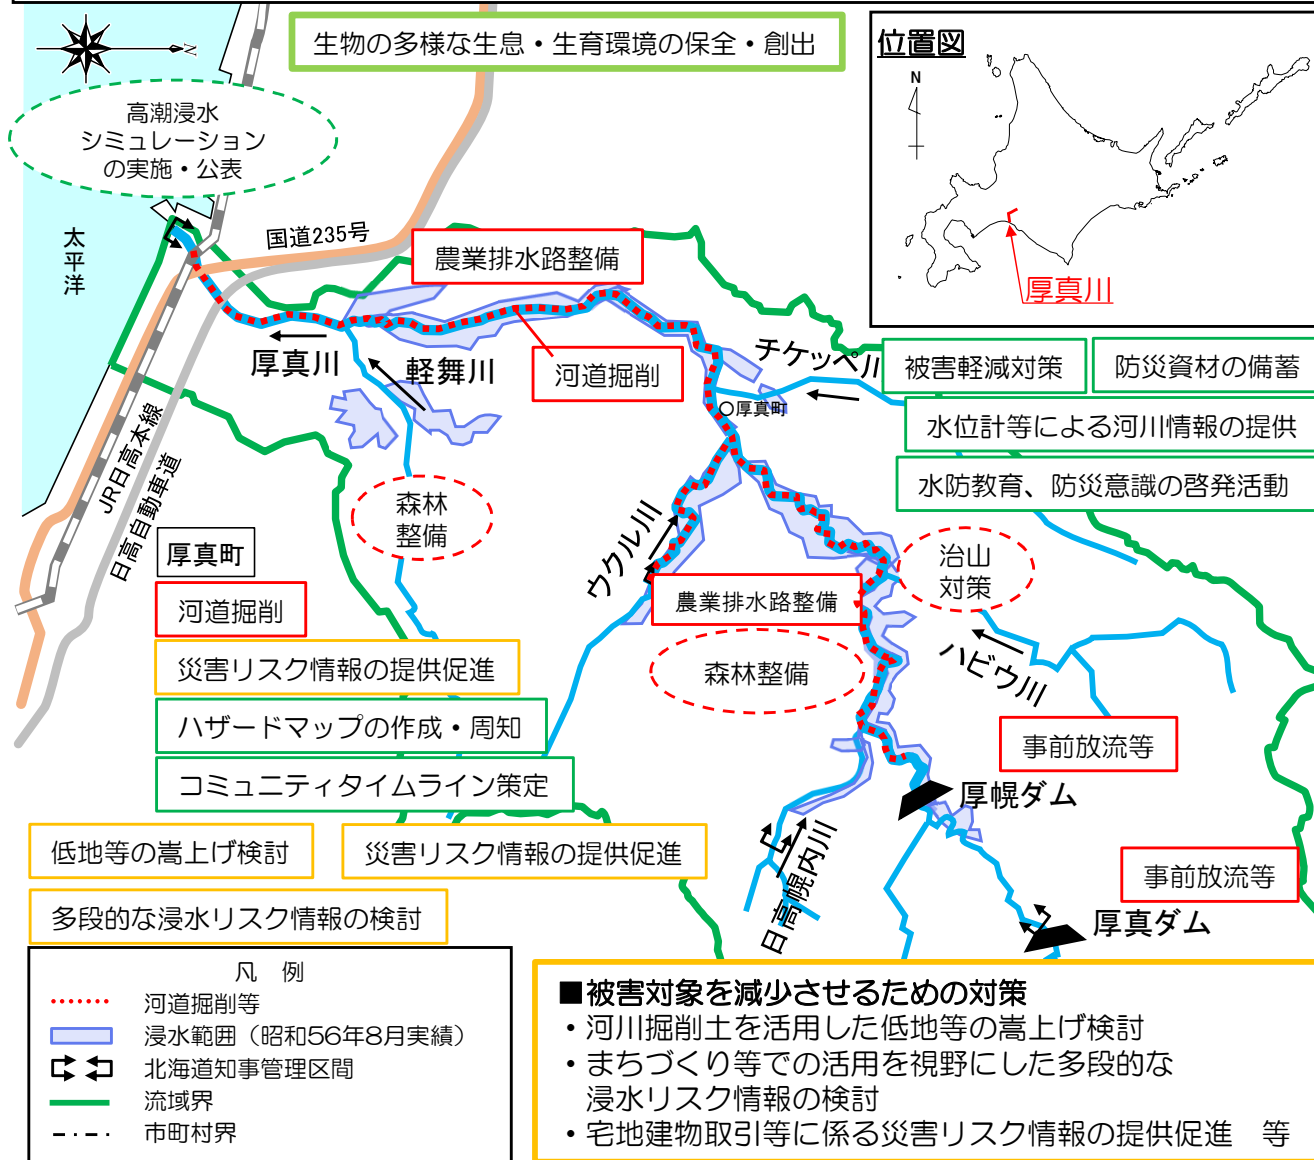 生物の多様な生息・生育環境の保全・創出
位置図
N
厚真川
N
高潮浸水
シミュレーション
の実施・公表
太平洋
国道235号
農業排水路整備
河道掘削
厚真川
軽舞川
チケッペ川
○厚真町
被害軽減対策
防災資材の備蓄
水位計等による河川情報の提供
水防教育、防災意識の啓発活動
JR日高本線
日高自動車道
森林
整備
ウクル川
治山
対策
農業排水路整備
森林整備
ハビウ川
厚真町
河道掘削
災害リスク情報の提供促進
ハザードマップの作成・周知
コミュニティタイムライン策定
事前放流等
厚幌ダム
低地等の嵩上げ検討
災害リスク情報の提供促進
日高幌内川
事前放流等
多段的な浸水リスク情報の検討
厚真ダム
凡 例
河道掘削等
浸水範囲（昭和56年8月実績）
北海道知事管理区間
流域界
市町村界
■被害対象を減少させるための対策
・河川掘削土を活用した低地等の嵩上げ検討
・まちづくり等での活用を視野にした多段的な
浸水リスク情報の検討
・宅地建物取引等に係る災害リスク情報の提供促進　等